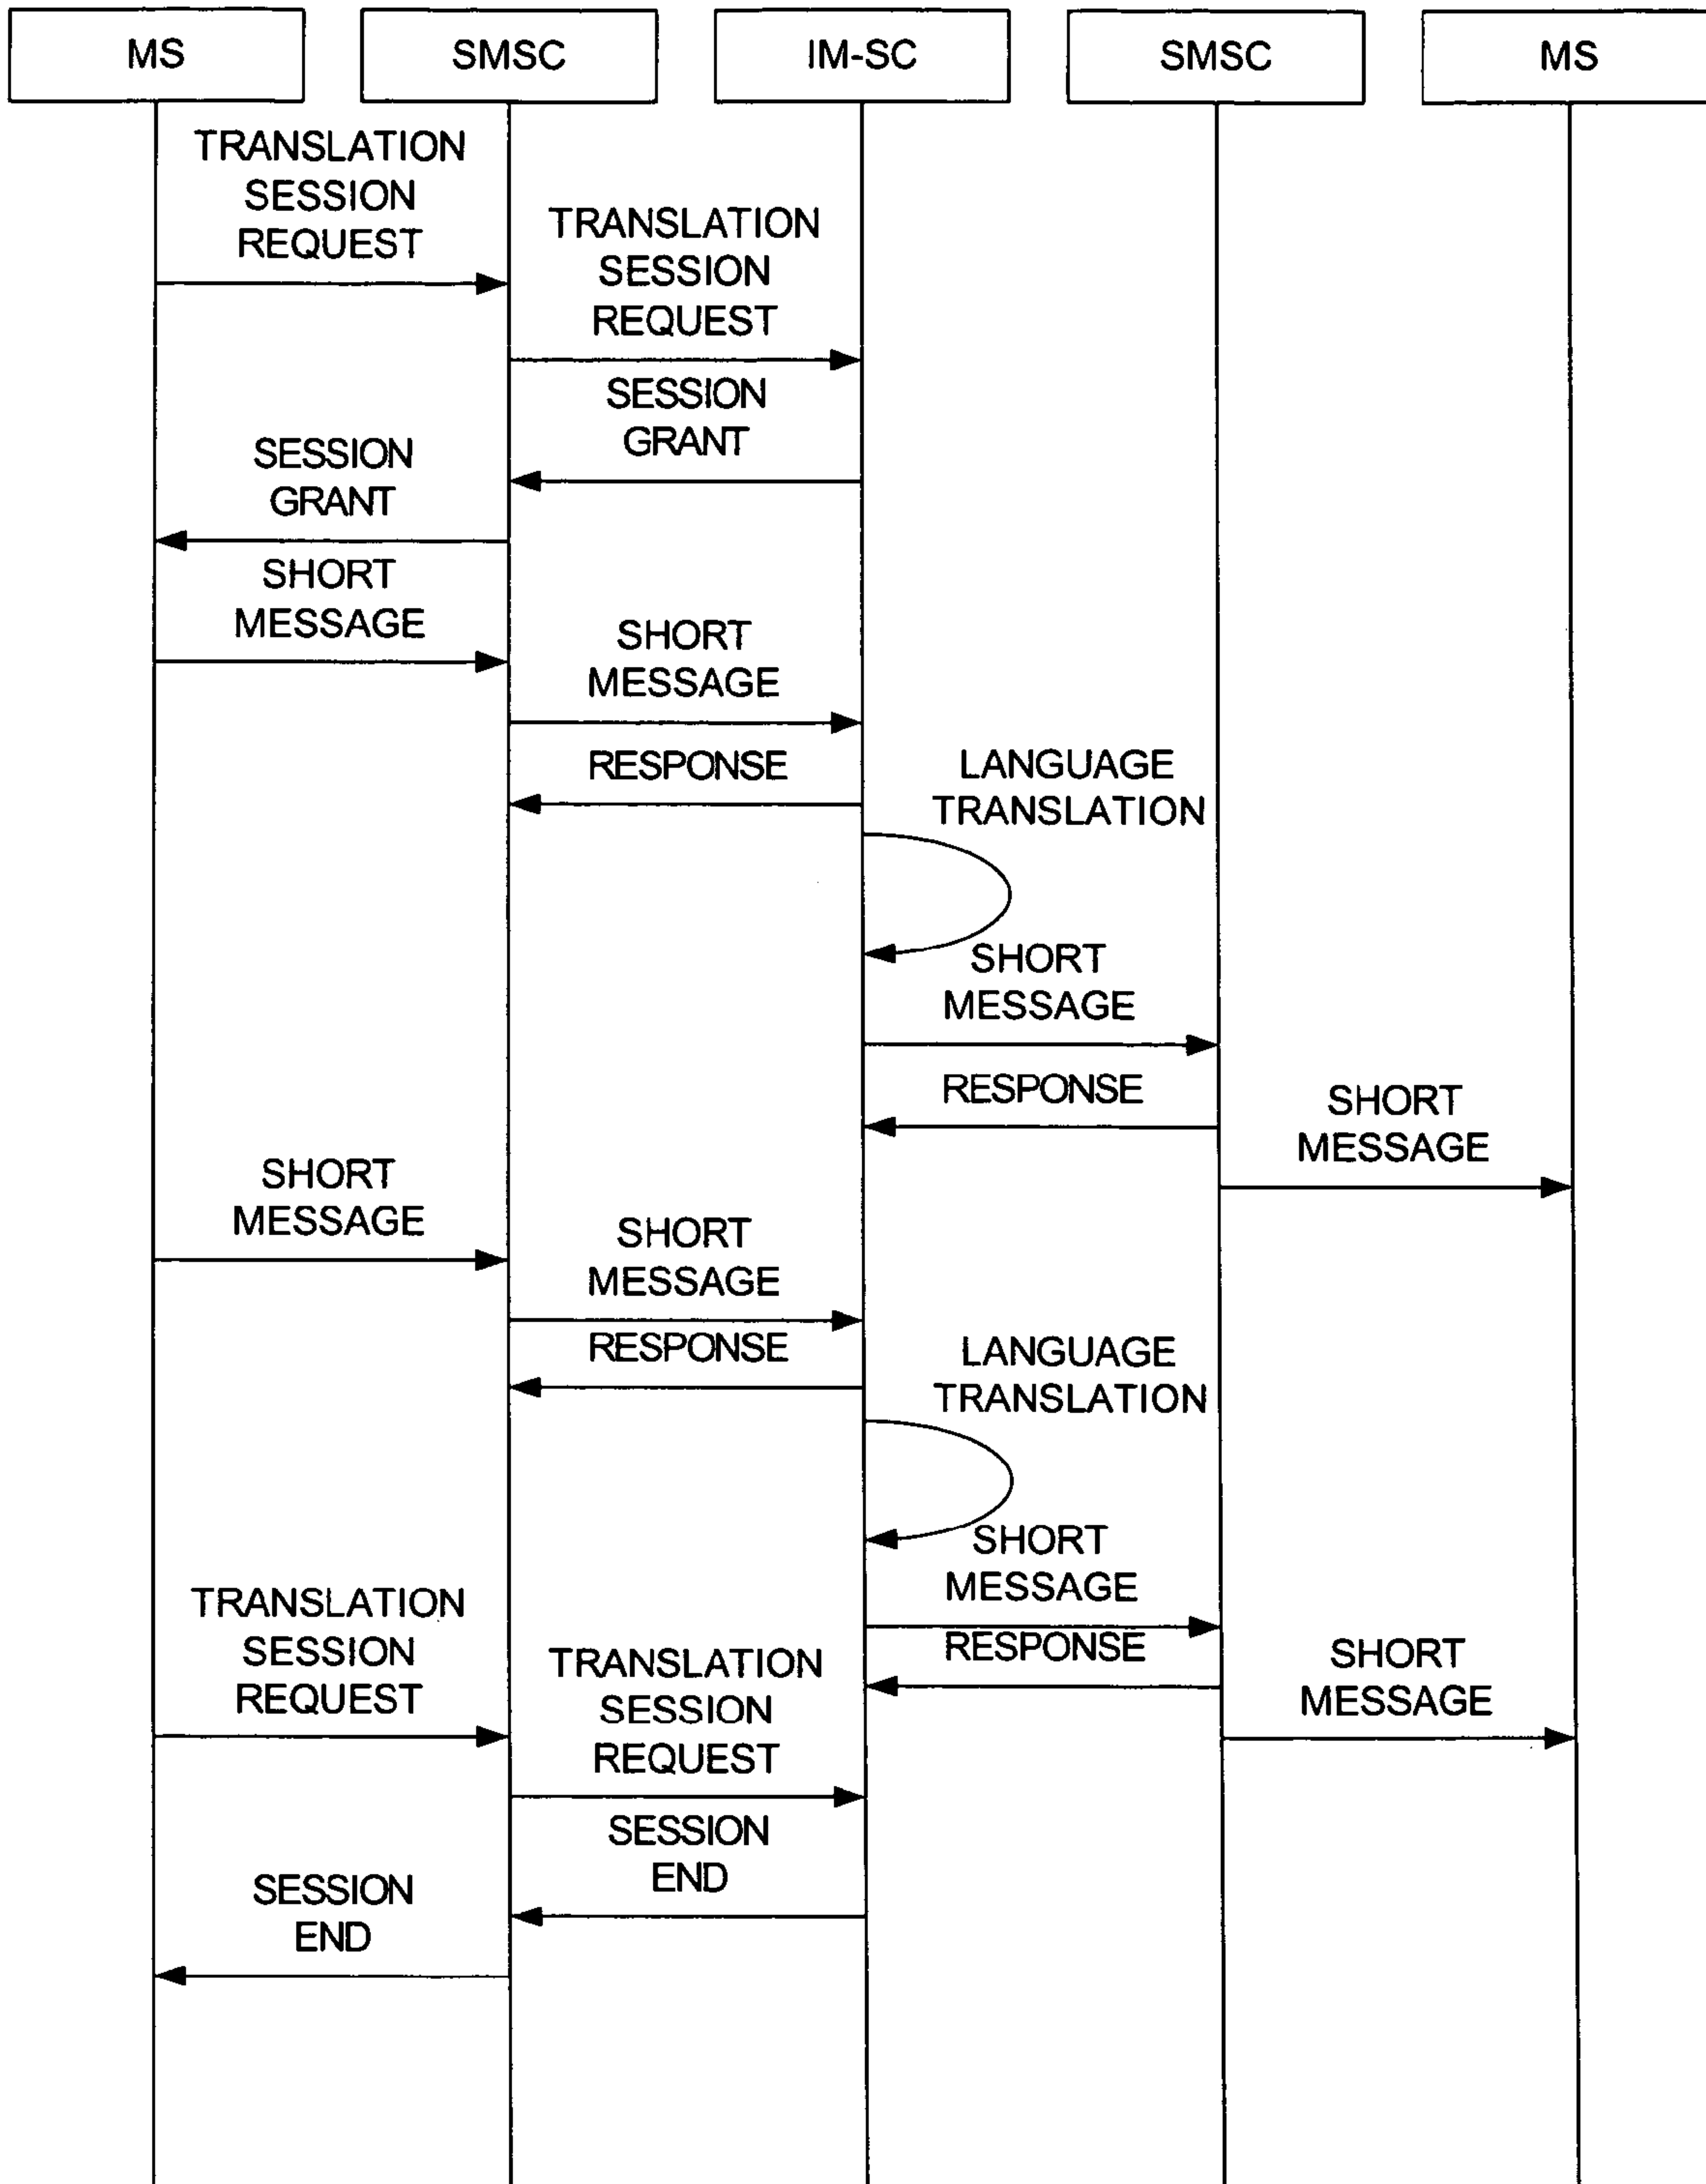 MS
SMSC
IM-SC
SMSC
MS
TRANSLATION
SESSION
REQUEST
TRANSLATION
SESSION
REQUEST
SESSION
GRANT
SESSION
GRANT
SHORT
MESSAGE
SHORT
MESSAGE
RESPONSE
LANGUAGE
TRANSLATION
SHORT
MESSAGE
RESPONSE
SHORT
MESSAGE
SHORT
MESSAGE
SHORT
MESSAGE
RESPONSE
LANGUAGE
TRANSLATION
SHORT
MESSAGE
RESPONSE
SHORT
MESSAGE
TRANSLATION
SESSION
REQUEST
TRANSLATION
SESSION
REQUEST
SESSION
END
SESSION
END